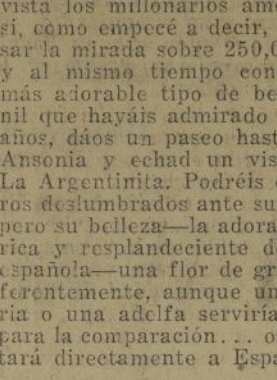 vista los millonarios am
si, como empecé a decir,
sar la mirada sobre 250,0
y al mismo tiempo con
más adorable tipo de be
nil que hayáis admirado
años, dáos un paseo hast
Ansonia y echad un vis
La Argentinita. Podréis
ros deslumbrados ante su
pero su belleza—la adora
rica y resplandeciente d
española—una flor de gr
ferentemente, aunque un
ria o una adelfa serviría
para la comparación... o
tará directamente a Espa